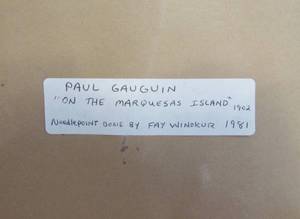 PAUL GAUGUIN
"ON THE MARQUESAS ISLAND" 1902
Needlepoint DONE BY FAY WINOKUR 1981